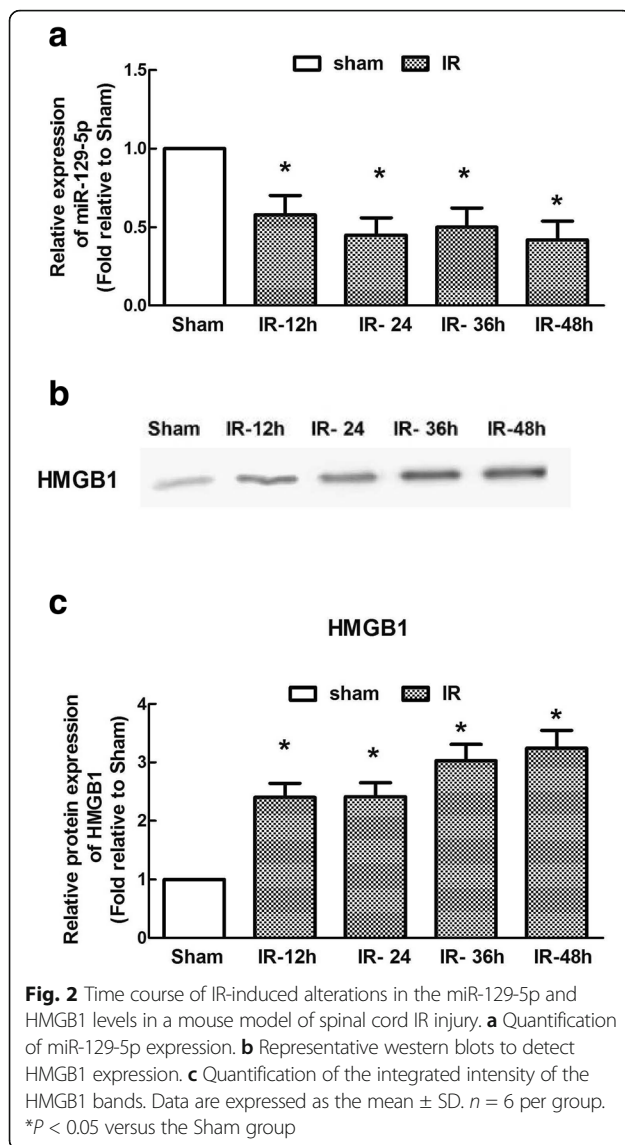 a
sham IR
Relative expression
of miR-129-5p
(Fold relative to Sham)
1.5
1.0
0.5
0.0
* * * *
Sham IR-12h IR- 24 IR- 36h IR-48h
b
Sham IR-12h IR- 24 IR- 36h IR-48h
HMGB1
c
HMGB1
sham IR
Relative protein expression
of HMGB1
(Fold relative to Sham)
4
3
2
1
0
* * * *
Sham IR-12h IR- 24 IR- 36h IR-48h
Fig. 2 Time course of IR-induced alterations in the miR-129-5p and
HMGB1 levels in a mouse model of spinal cord IR injury. a Quantification
of miR-129-5p expression. b Representative western blots to detect
HMGB1 expression. c Quantification of the integrated intensity of the
HMGB1 bands. Data are expressed as the mean ± SD. n = 6 per group.
*P < 0.05 versus the Sham group